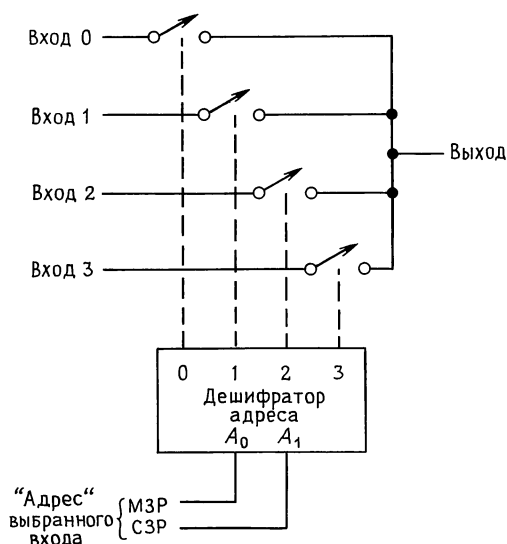 Вход 0
Вход 1
Выход
Вход 2
Вход 3
0 1 2 3
Дешифратор
адреса
A0 A1
"Адрес"
выбранного
входа
МЗР
СЗР